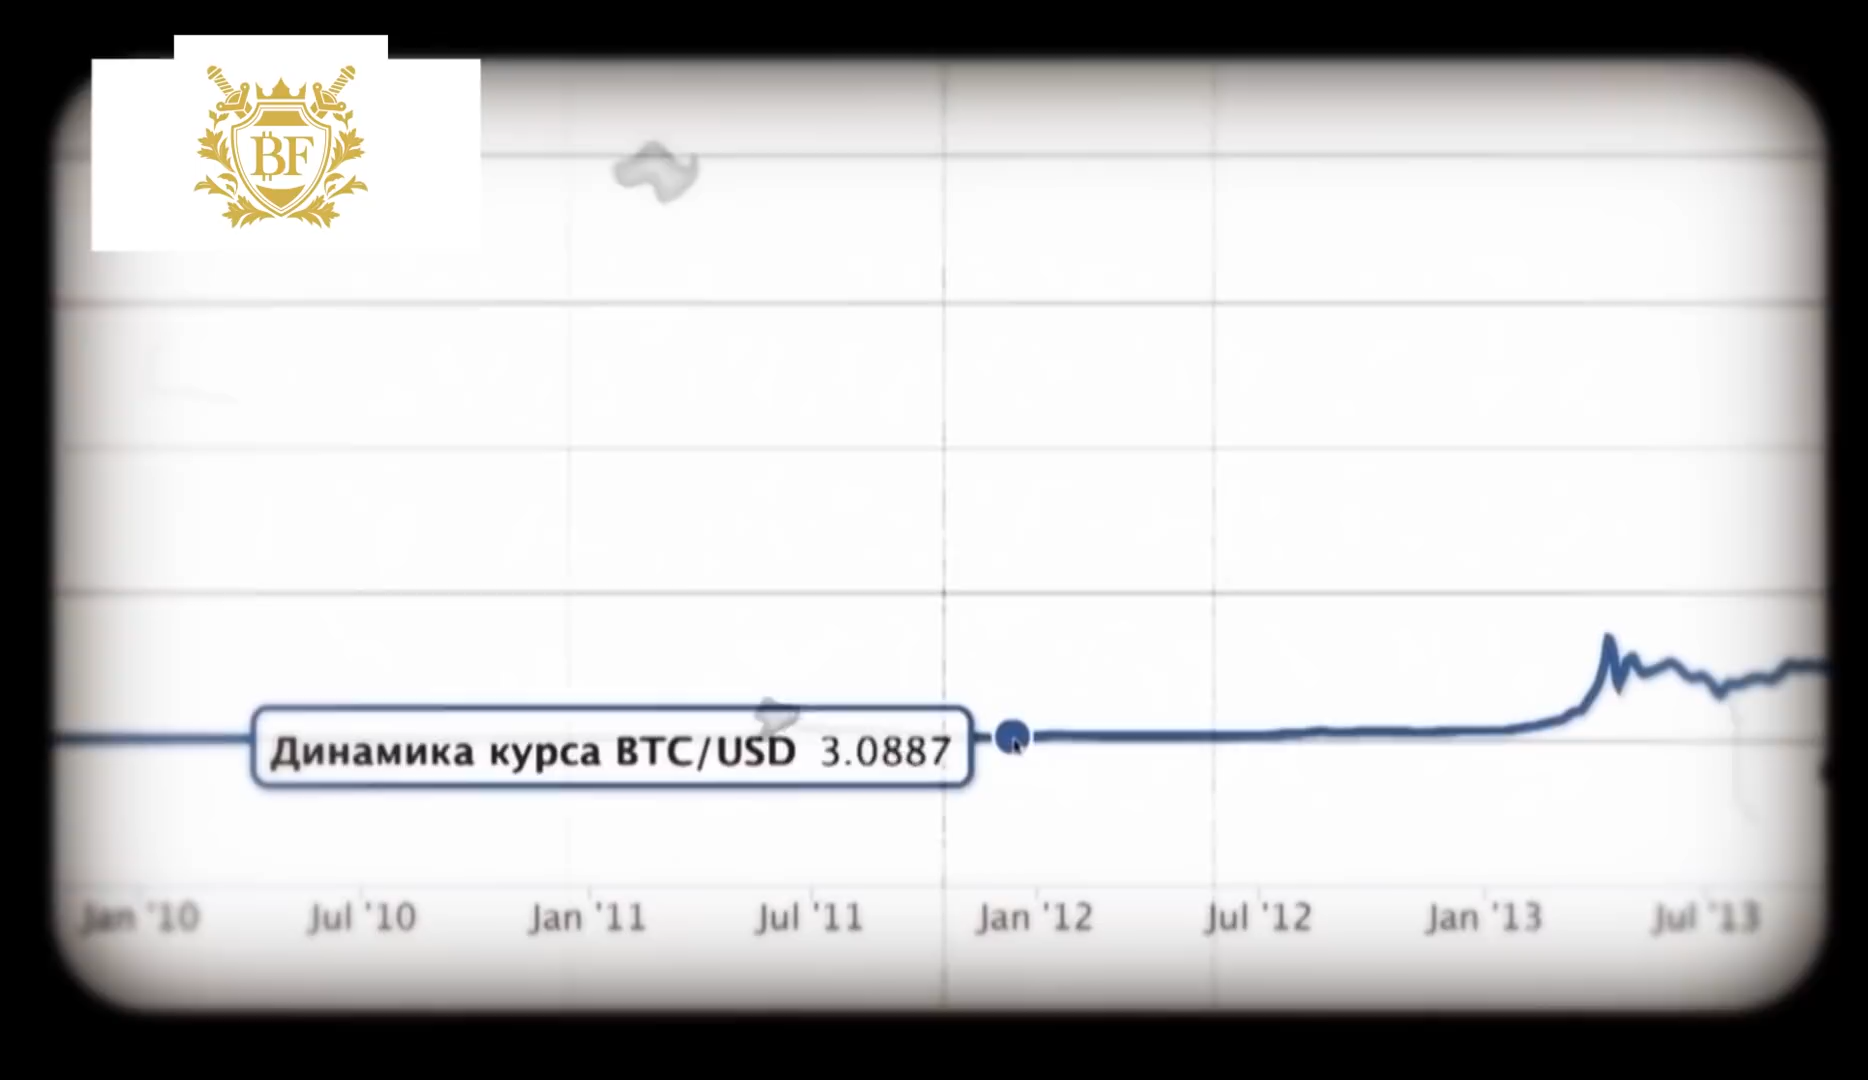 BF
Динамика курса BTC/USD 3.0887
Jan '10 Jul '10 Jan '11 Jul '11 Jan '12 Jul '12 Jan '13 Jul '13